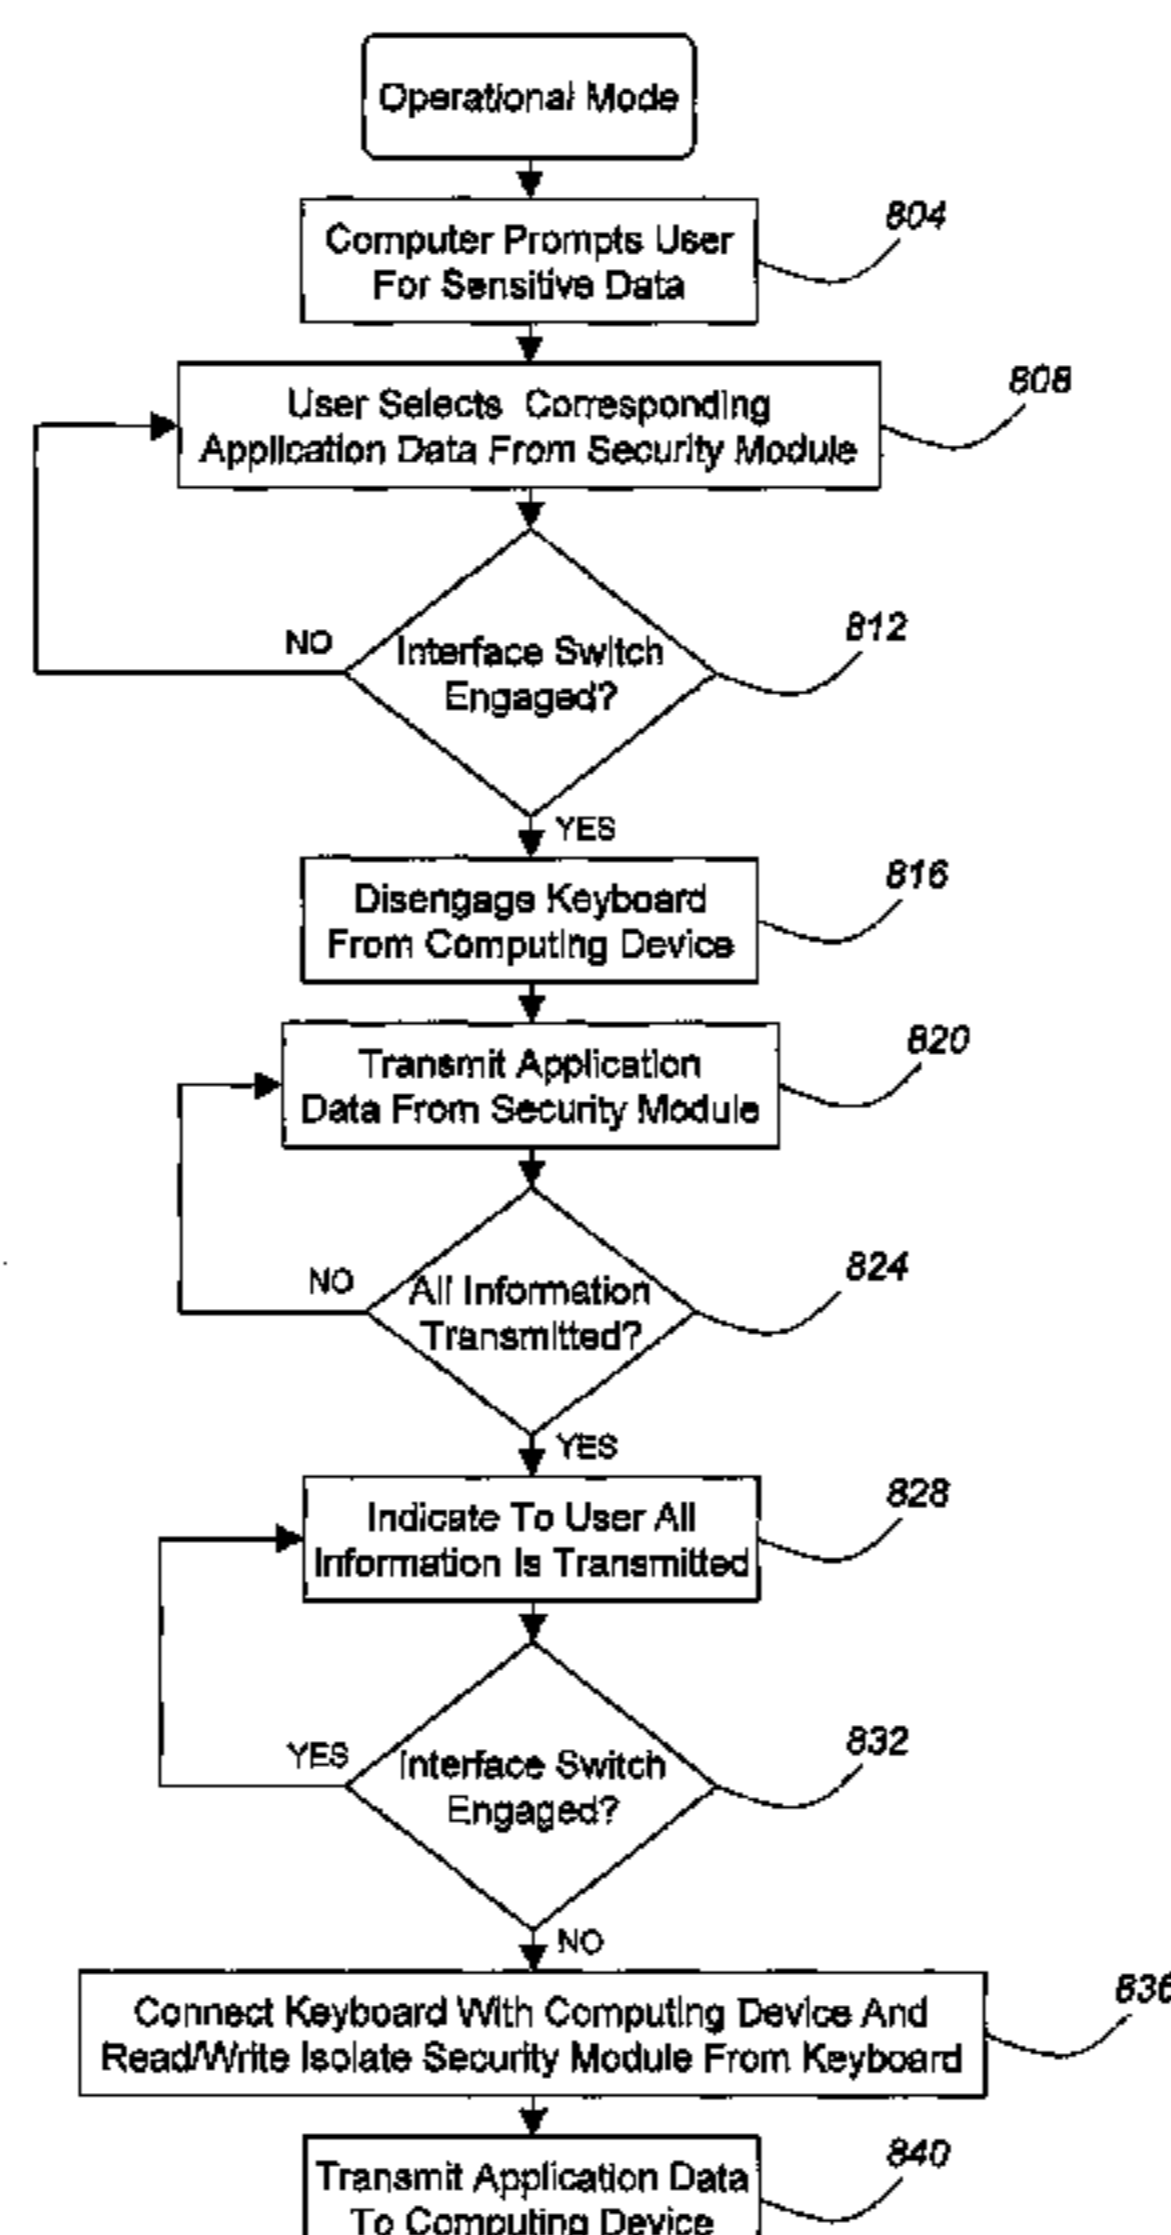 Operational Mode
Computer Prompts User
For Sensitive Data
804
User Selects Corresponding
Application Data From Security Module
808
NO
Interface Switch
Engaged?
812
YES
Disengage Keyboard
From Computing Device
816
Transmit Application
Data From Security Module
820
NO
All Information
Transmitted?
824
YES
Indicate To User All
Information Is Transmitted
828
YES
Interface Switch
Engaged?
832
NO
Connect Keyboard With Computing Device And
Read/Write Isolate Security Module From Keyboard
836
Transmit Application Data
To Computing Device
840